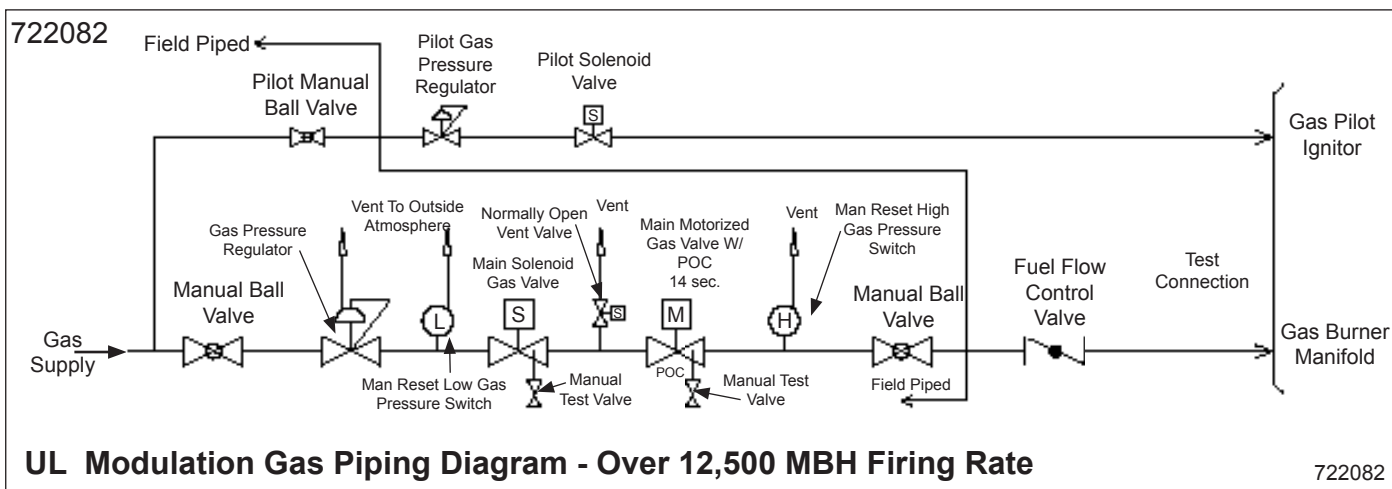 722082
Field Piped
Pilot Gas
Pressure
Regulator
Pilot Solenoid
Valve
Pilot Manual
Ball Valve
S
Gas Pilot
Ignitor
Vent To Outside
Atmosphere
Gas Pressure
Regulator
Normally Open
Vent Valve
Vent
Main Solenoid
Gas Valve
Main Motorized
Gas Valve W/
POC
14 sec.
Vent
Man Reset High
Gas Pressure
Switch
Manual Ball
Valve
Manual Ball
Valve
Fuel Flow
Control
Valve
Test
Connection
L
S
S
M
H
Gas
Supply
Gas Burner
Manifold
Man Reset Low Gas
Pressure Switch
Manual
Test Valve
POC
Manual Test
Valve
Field Piped
UL Modulation Gas Piping Diagram - Over 12,500 MBH Firing Rate
722082